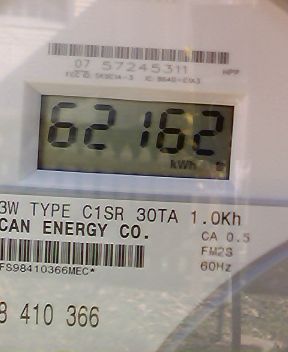 07 57245311
62162
kWh
3W TYPE C1SR 30TA 1.0Kh
CAN ENERGY CO.
CA 0.5
FM2S
60Hz
FS98410366MEC*
8 410 366